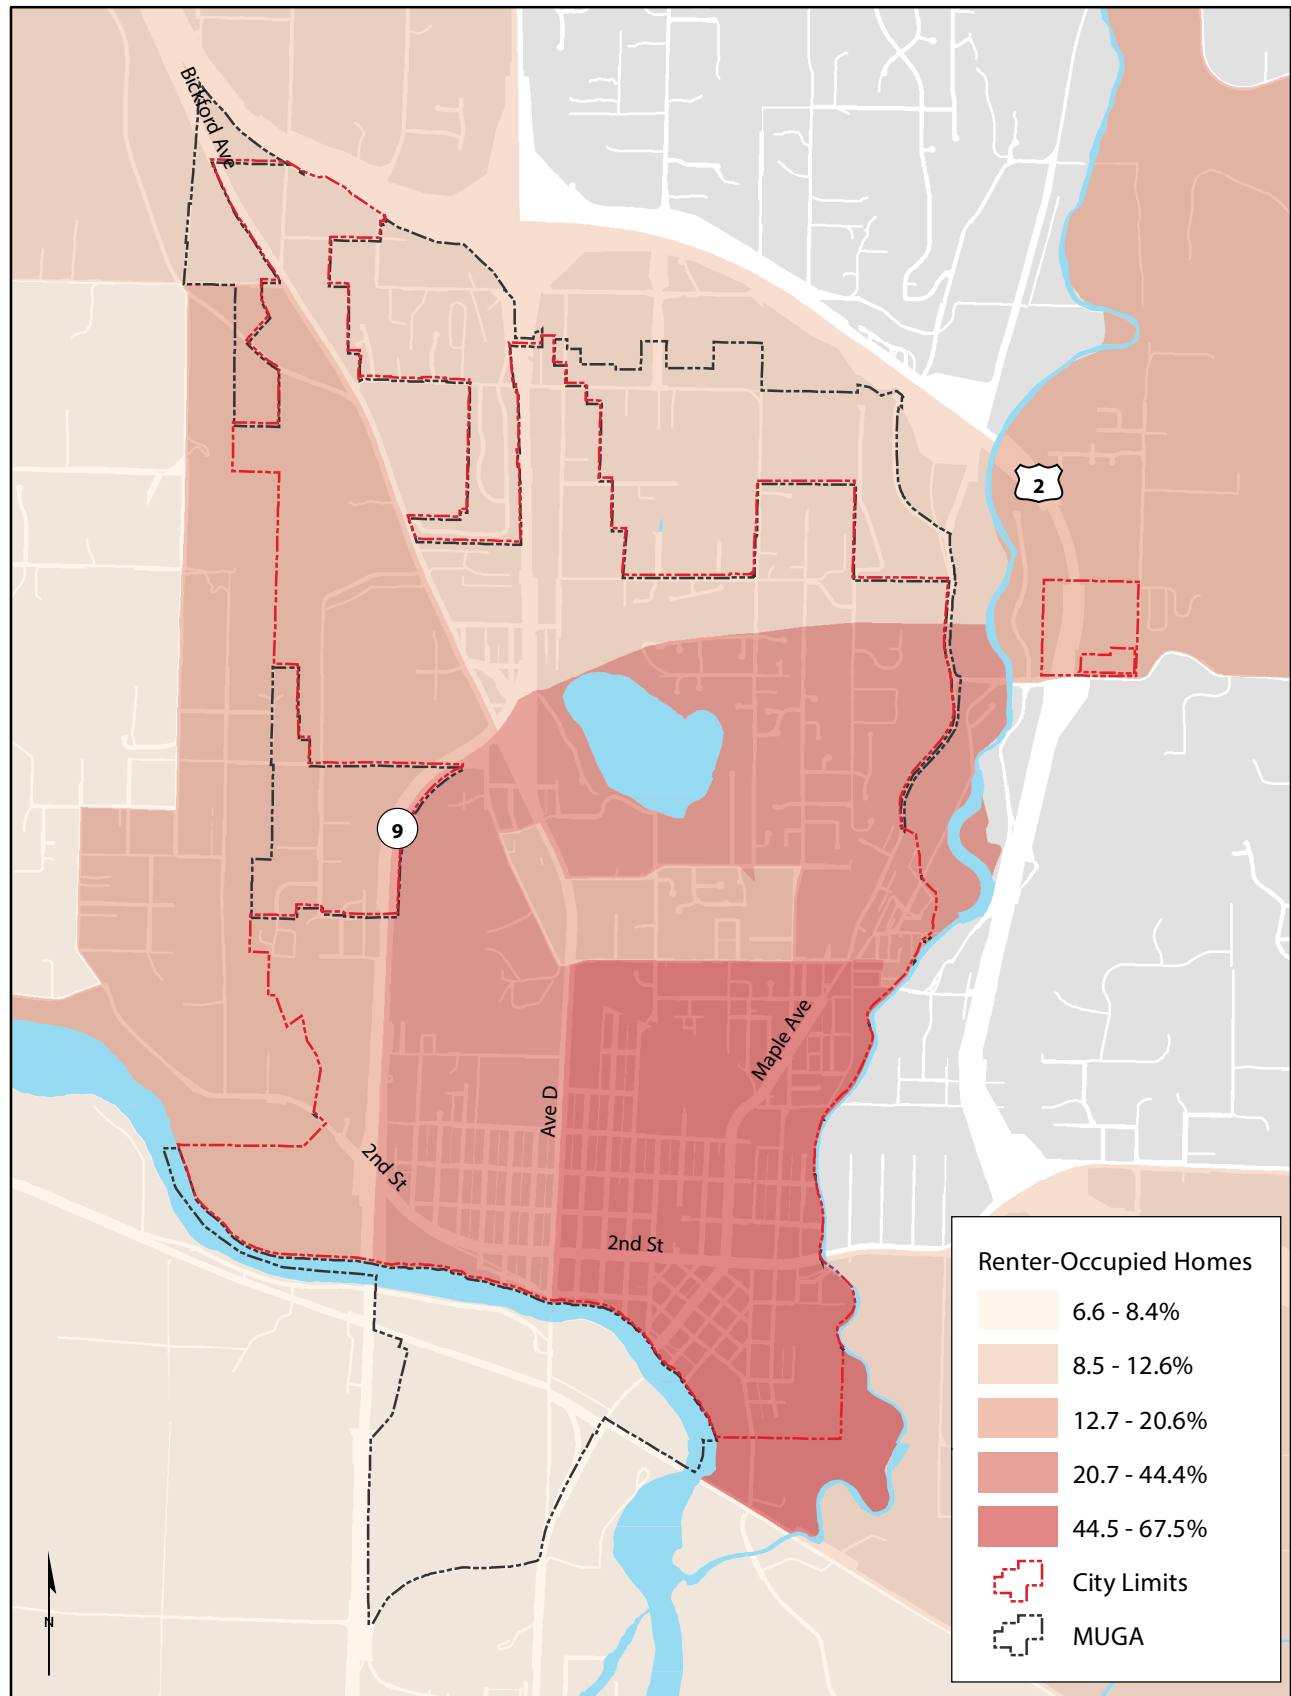 Bickford Ave
2
9
Maple Ave
Ave D
2nd St
2nd St
Renter-Occupied Homes
6.6 - 8.4%
8.5 - 12.6%
12.7 - 20.6%
20.7 - 44.4%
44.5 - 67.5%
City Limits
MUGA
N